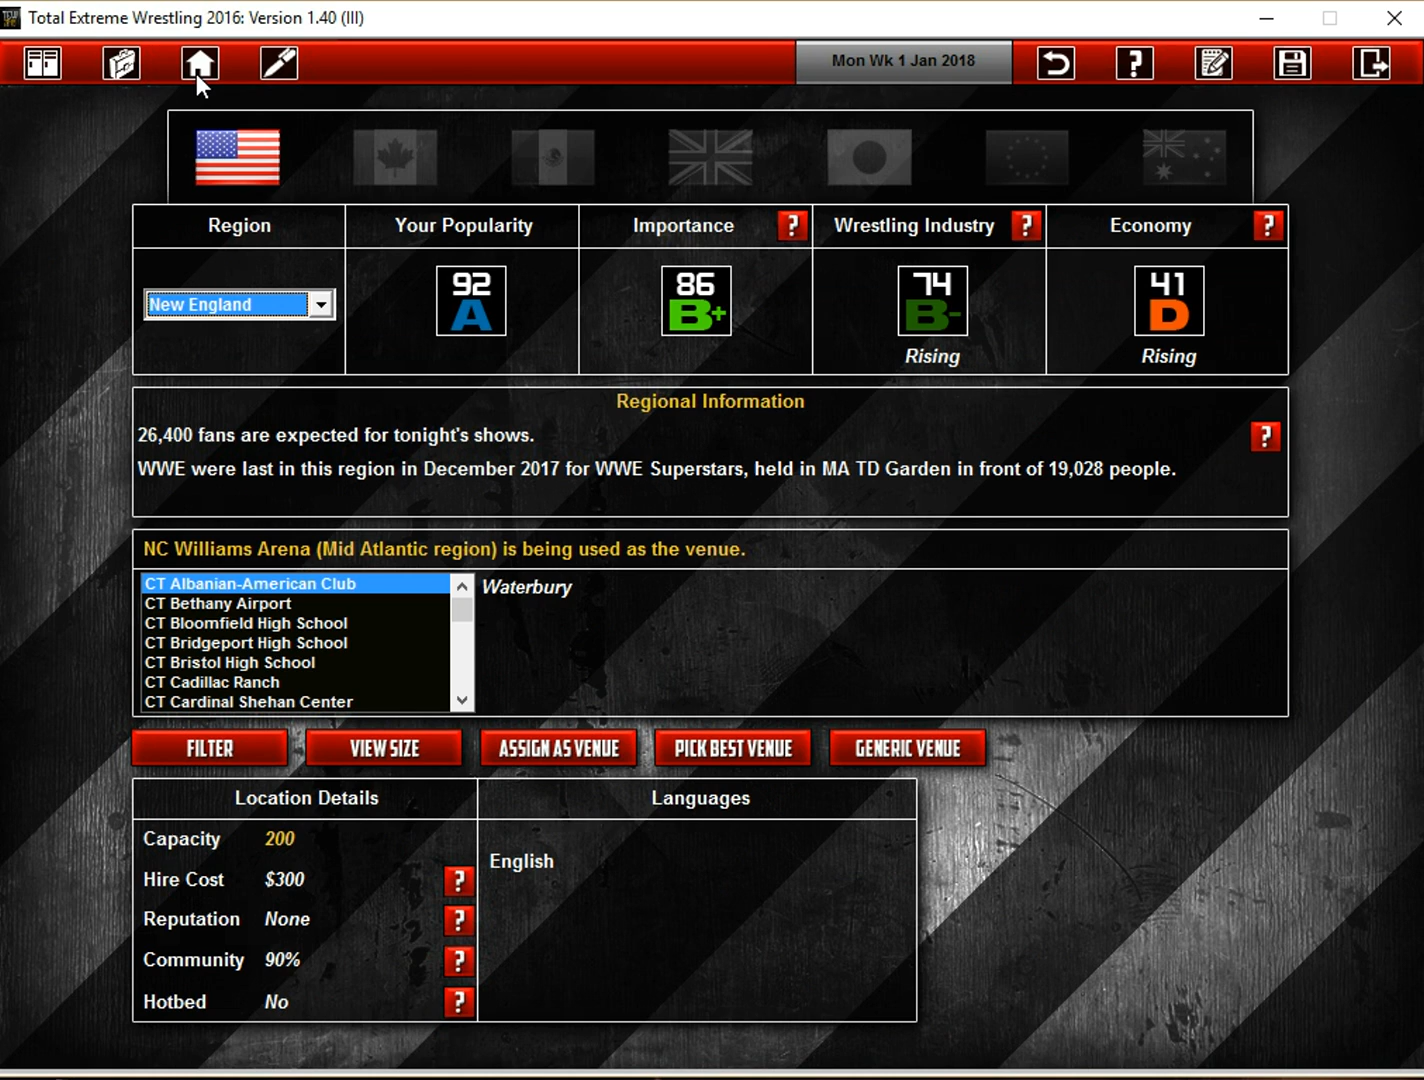 Total Extreme Wrestling 2016: Version 1.40 (III)
Mon Wk 1 Jan 2018
Region
Your Popularity
Importance ?
Wrestling Industry ?
Economy ?
New England
92
A
86
B+
74
B-
Rising
41
D
Rising
Regional Information
26,400 fans are expected for tonight's shows.
WWE were last in this region in December 2017 for WWE Superstars, held in MA TD Garden in front of 19,028 people.
NC Williams Arena (Mid Atlantic region) is being used as the venue.
CT Albanian-American Club
CT Bethany Airport
CT Bloomfield High School
CT Bridgeport High School
CT Bristol High School
CT Cadillac Ranch
CT Cardinal Shehan Center
Waterbury
FILTER
VIEW SIZE
ASSIGN AS VENUE
PICK BEST VENUE
GENERIC VENUE
Location Details
Capacity 200
Hire Cost $300 ?
Reputation None ?
Community 90% ?
Hotbed No ?
Languages
English